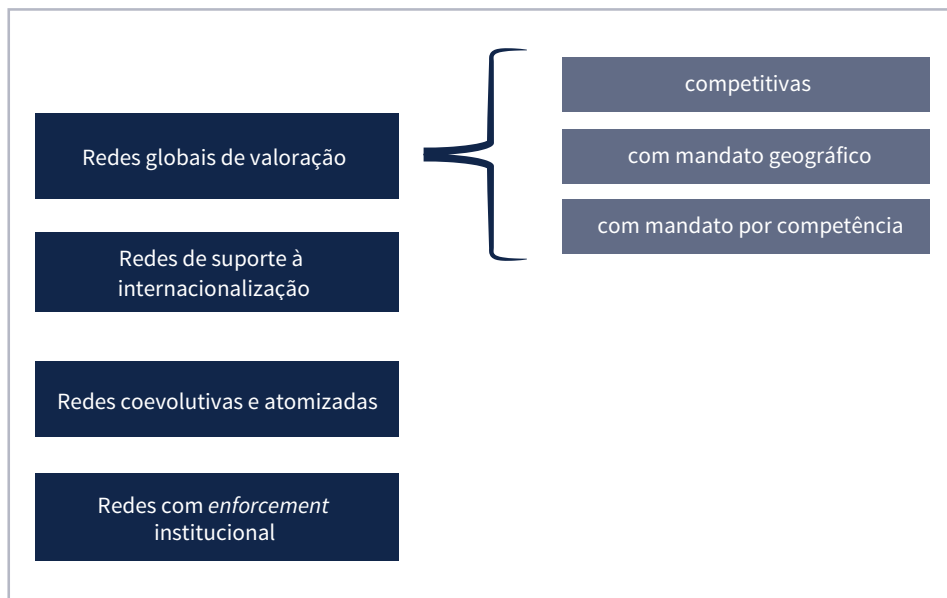 Redes globais de valoração
competitivas
com mandato geográfico
com mandato por competência
Redes de suporte à
internacionalização
Redes coevolutivas e atomizadas
Redes com enforcement
institucional